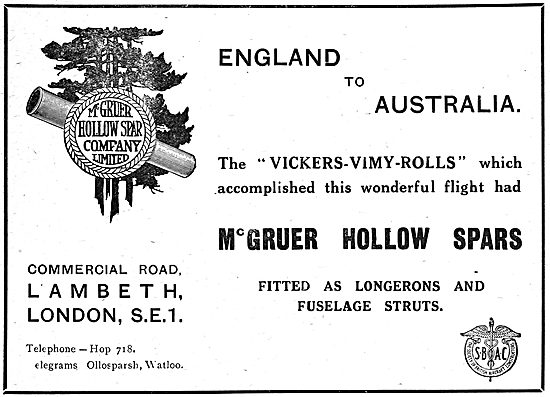 McGRUER
HOLLOW SPAR
COMPANY
LIMITED
ENGLAND
TO
AUSTRALIA.
The "VICKERS-VIMY-ROLLS" which
accomplished this wonderful flight had
McGRUER HOLLOW SPARS
FITTED AS LONGERONS AND
FUSELAGE STRUTS.
COMMERCIAL ROAD,
LAMBETH,
LONDON, S.E.1.
Telephone — Hop 718.
elegrams Ollosparsh, Watloo.
S·B A·C